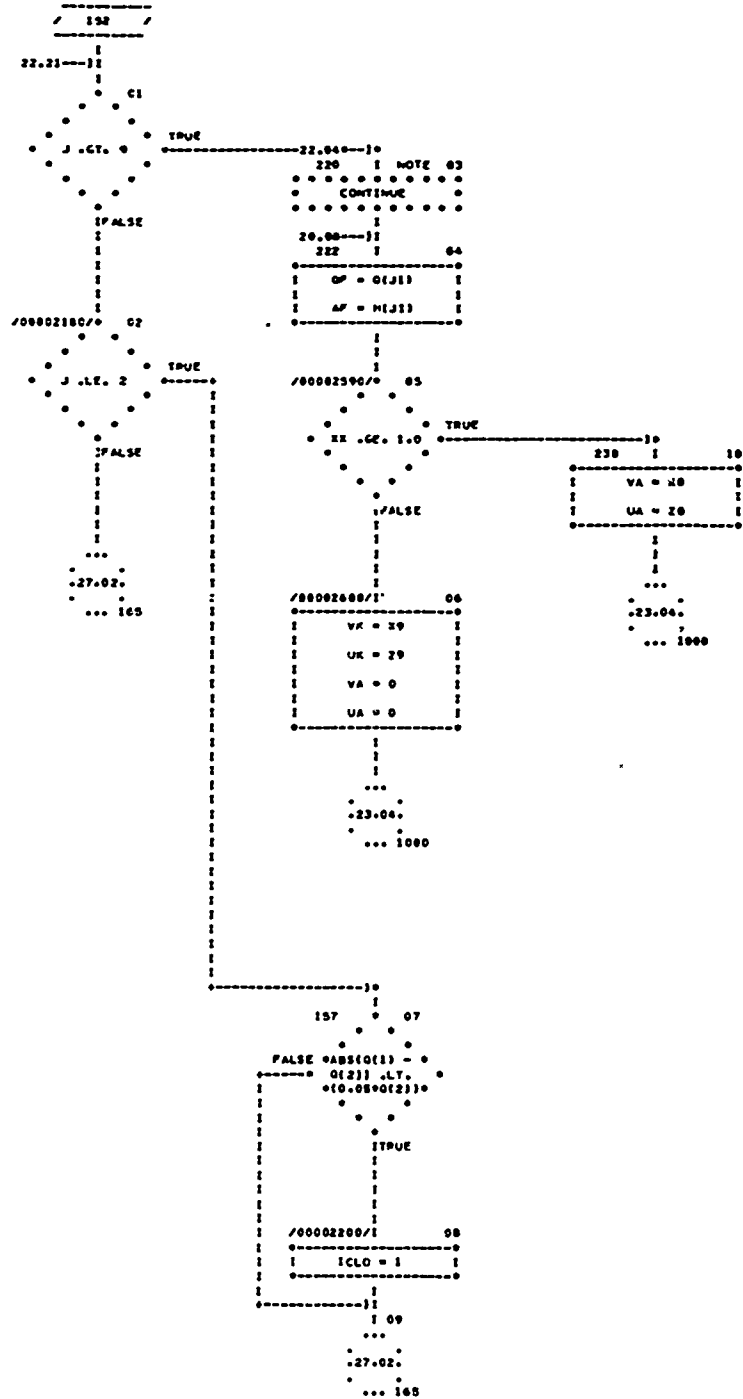 / 152 /
22.21---
01
J .GT. 9
TRUE
22.04
220 NOTE 03
CONTINUE
FALSE
20.08---
222 04
QF = Q(J1)
AF = H(J1)
/00002180/ 02
J .LE. 2
TRUE
/00002590/ 05
XX .GE. 1.0
TRUE
FALSE
230 10
VA = X8
UA = Z8
FALSE
27.02
165
/00002600/ 06
VK = X9
UK = Z9
VA = 0
UA = 0
23.04
1000
23.04
1000
157 07
FALSE *ABS(Q(1) -
Q(2)) .LT.
*(0.05*Q(2))*
TRUE
/00002200/ 08
ICLO = 1
09
27.02
165